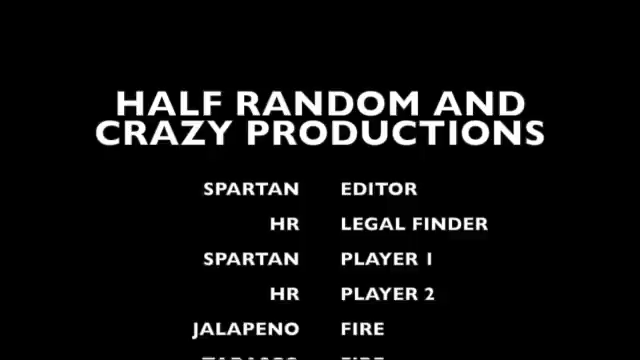 HALF RANDOM AND
CRAZY PRODUCTIONS
SPARTAN EDITOR
HR LEGAL FINDER
SPARTAN PLAYER 1
HR PLAYER 2
JALAPENO FIRE